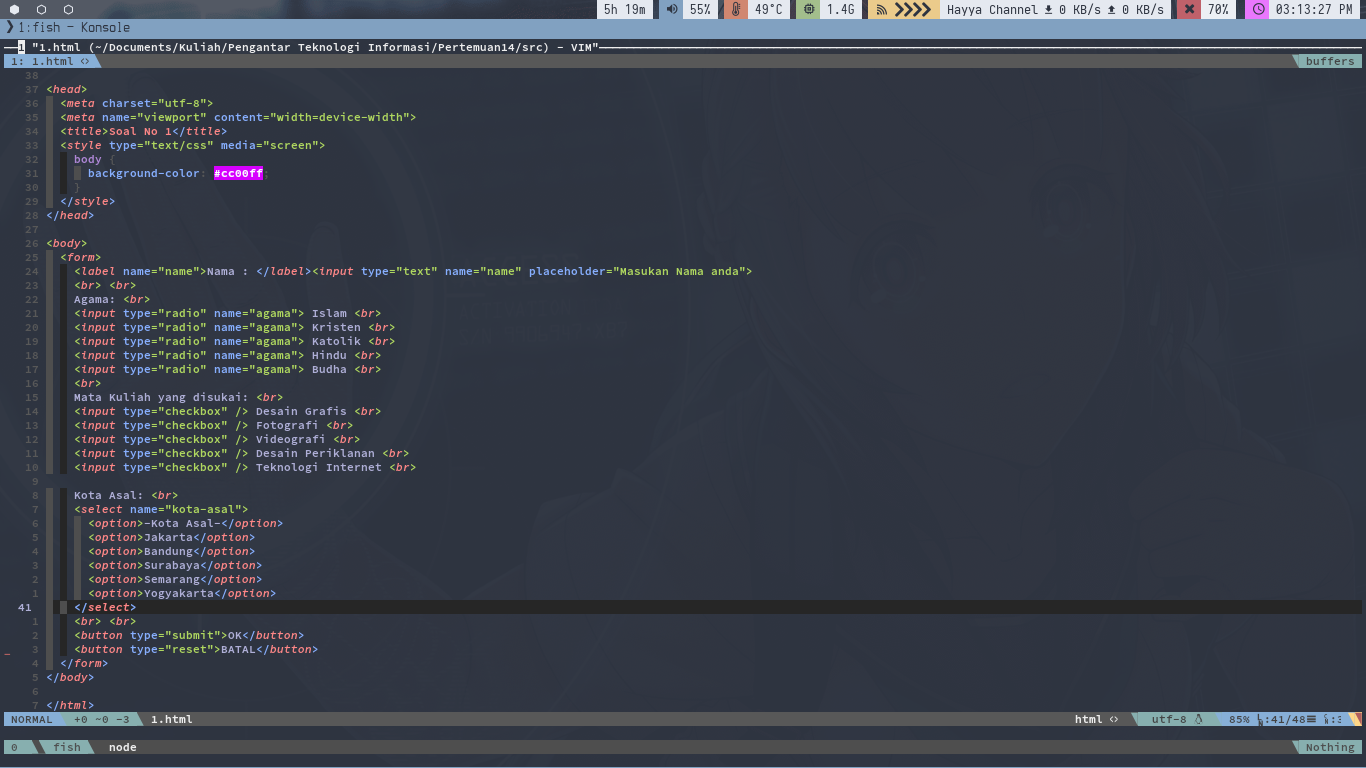 5h 19m 55% 49°C 1.4G Hayya Channel 0 KB/s 0 KB/s 70% 03:13:27 PM
1:fish — Konsole
1 "1.html (~/Documents/Kuliah/Pengantar Teknologi Informasi/Pertemuan14/src) - VIM"
1: 1.html <> buffers
38
37 <head>
36 <meta charset="utf-8">
35 <meta name="viewport" content="width=device-width">
34 <title>Soal No 1</title>
33 <style type="text/css" media="screen">
32 body {
31 background-color: #cc00ff;
30 }
29 </style>
28 </head>
27
26 <body>
25 <form>
24 <label name="name">Nama : </label><input type="text" name="name" placeholder="Masukan Nama anda">
23 <br> <br>
22 Agama: <br>
21 <input type="radio" name="agama"> Islam <br>
20 <input type="radio" name="agama"> Kristen <br>
19 <input type="radio" name="agama"> Katolik <br>
18 <input type="radio" name="agama"> Hindu <br>
17 <input type="radio" name="agama"> Budha <br>
16 <br>
15 Mata Kuliah yang disukai: <br>
14 <input type="checkbox" /> Desain Grafis <br>
13 <input type="checkbox" /> Fotografi <br>
12 <input type="checkbox" /> Videografi <br>
11 <input type="checkbox" /> Desain Periklanan <br>
10 <input type="checkbox" /> Teknologi Internet <br>
9
8 Kota Asal: <br>
7 <select name="kota-asal">
6 <option>-Kota Asal-</option>
5 <option>Jakarta</option>
4 <option>Bandung</option>
3 <option>Surabaya</option>
2 <option>Semarang</option>
1 <option>Yogyakarta</option>
41 </select>
1 <br> <br>
2 <button type="submit">OK</button>
3 <button type="reset">BATAL</button>
4 </form>
5 </body>
6
7 </html>
NORMAL +0 ~0 -3 1.html html <> utf-8 85% :41/48
0 fish node Nothing